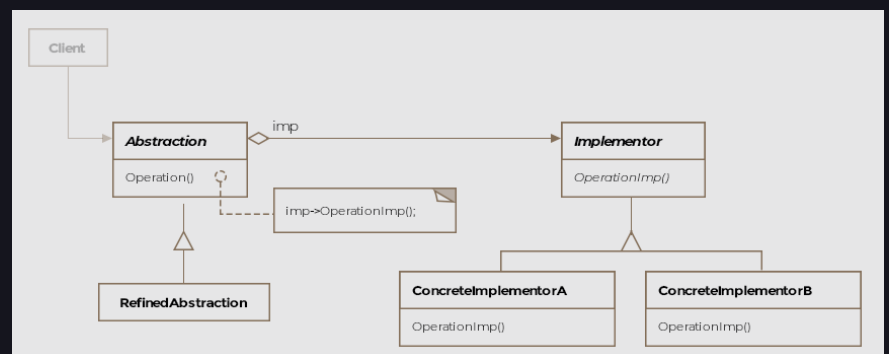 Client
imp
Abstraction
Implementor
Operation()
OperationImp()
imp->OperationImp();
RefinedAbstraction
ConcreteImplementorA
ConcreteImplementorB
OperationImp()
OperationImp()